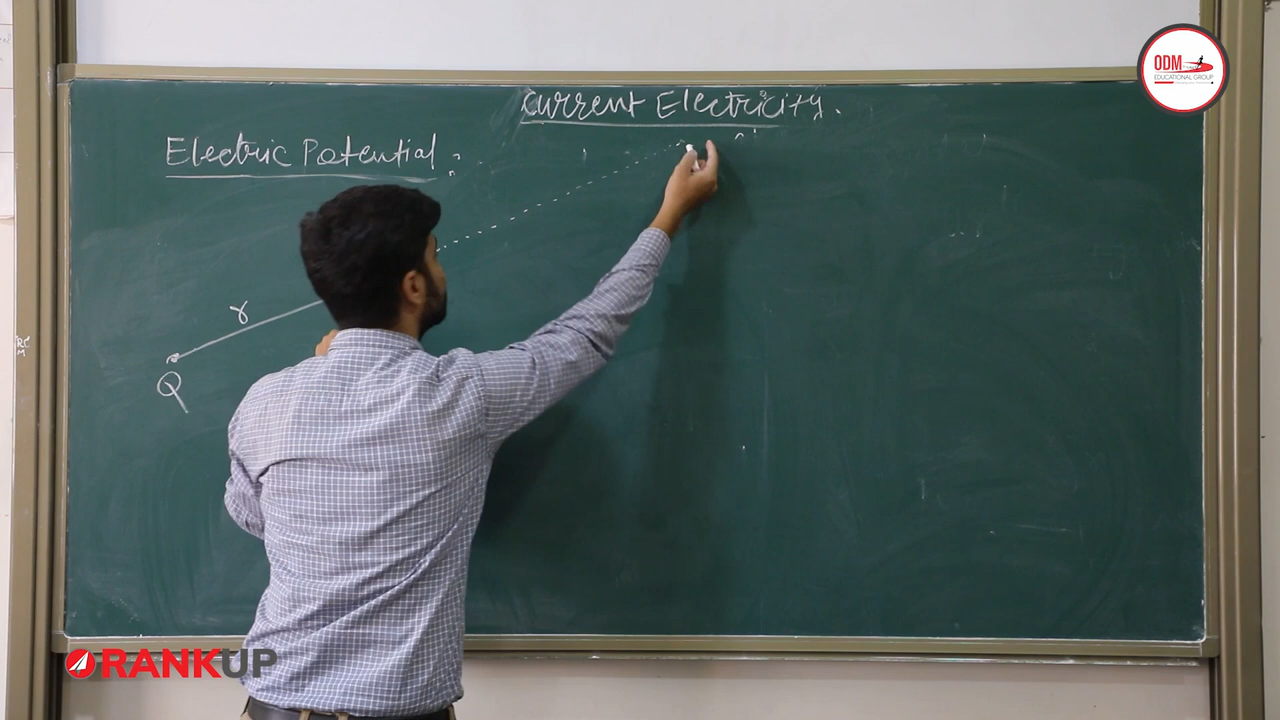 ODM
EDUCATIONAL GROUP
Current Electricity.
Electric Potential :
r
Q
RANKUP